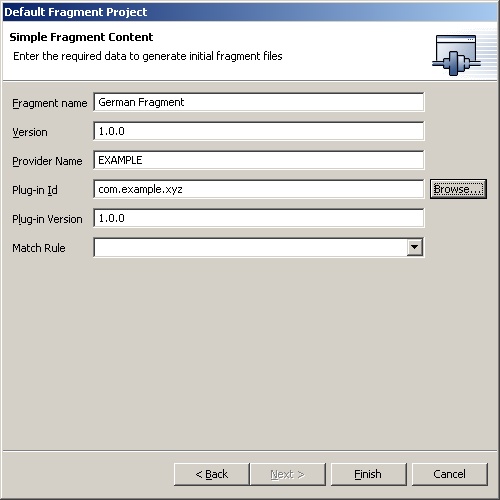 Default Fragment Project
Simple Fragment Content
Enter the required data to generate initial fragment files
Fragment name German Fragment
Version 1.0.0
Provider Name EXAMPLE
Plug-in Id com.example.xyz Browse...
Plug-in Version 1.0.0
Match Rule
< Back Next > Finish Cancel